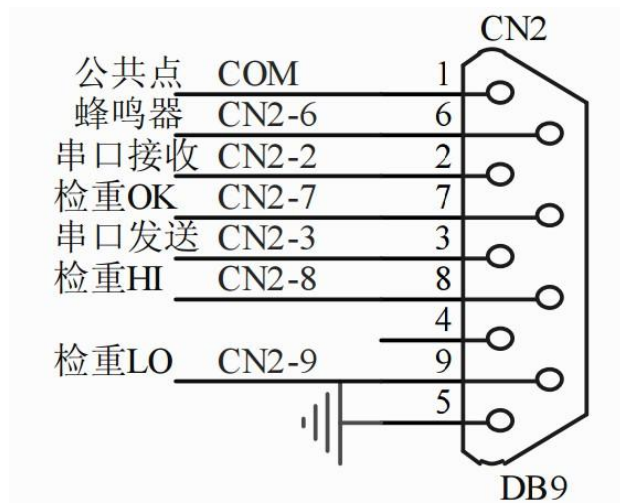 CN2
公共点 COM 1
蜂鸣器 CN2-6 6
串口接收 CN2-2 2
检重OK CN2-7 7
串口发送 CN2-3 3
检重HI CN2-8 8
4
检重LO CN2-9 9
5
DB9